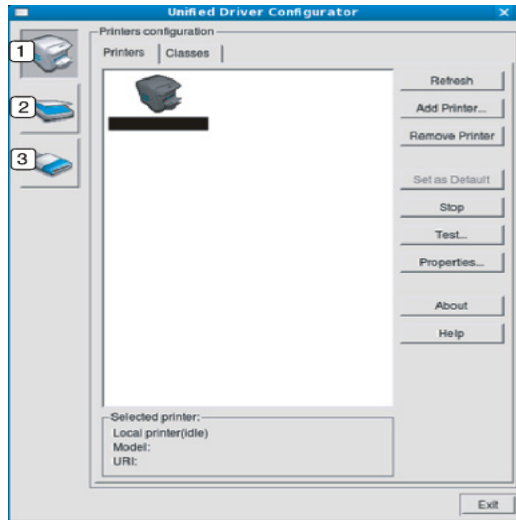 Unified Driver Configurator
Printers configuration
1
Printers
Classes
2
3
Refresh
Add Printer...
Remove Printer
Set as Default
Stop
Test...
Properties...
About
Help
Selected printer:
Local printer(idle)
Model:
URI:
Exit